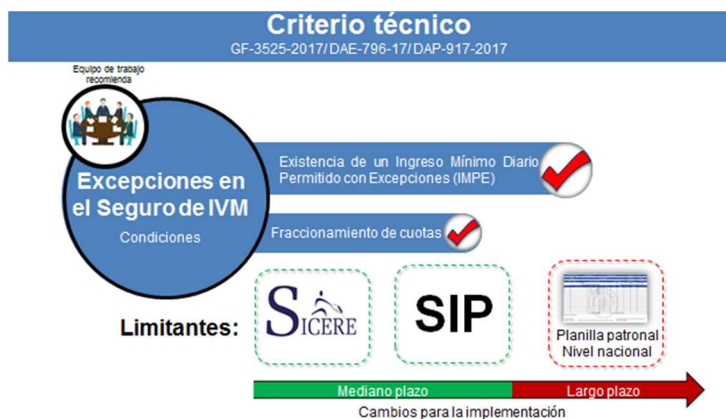 Criterio técnico
GF-3525-2017/DAE-796-17/DAP-917-2017
Equipo de trabajo
recomienda
Excepciones en
el Seguro de IVM
Condiciones
Existencia de un Ingreso Mínimo Diario
Permitido con Excepciones (IMPE)
Fraccionamiento de cuotas
Limitantes:
SICERE
SIP
Planilla patronal
Nivel nacional
Mediano plazo
Largo plazo
Cambios para la implementación